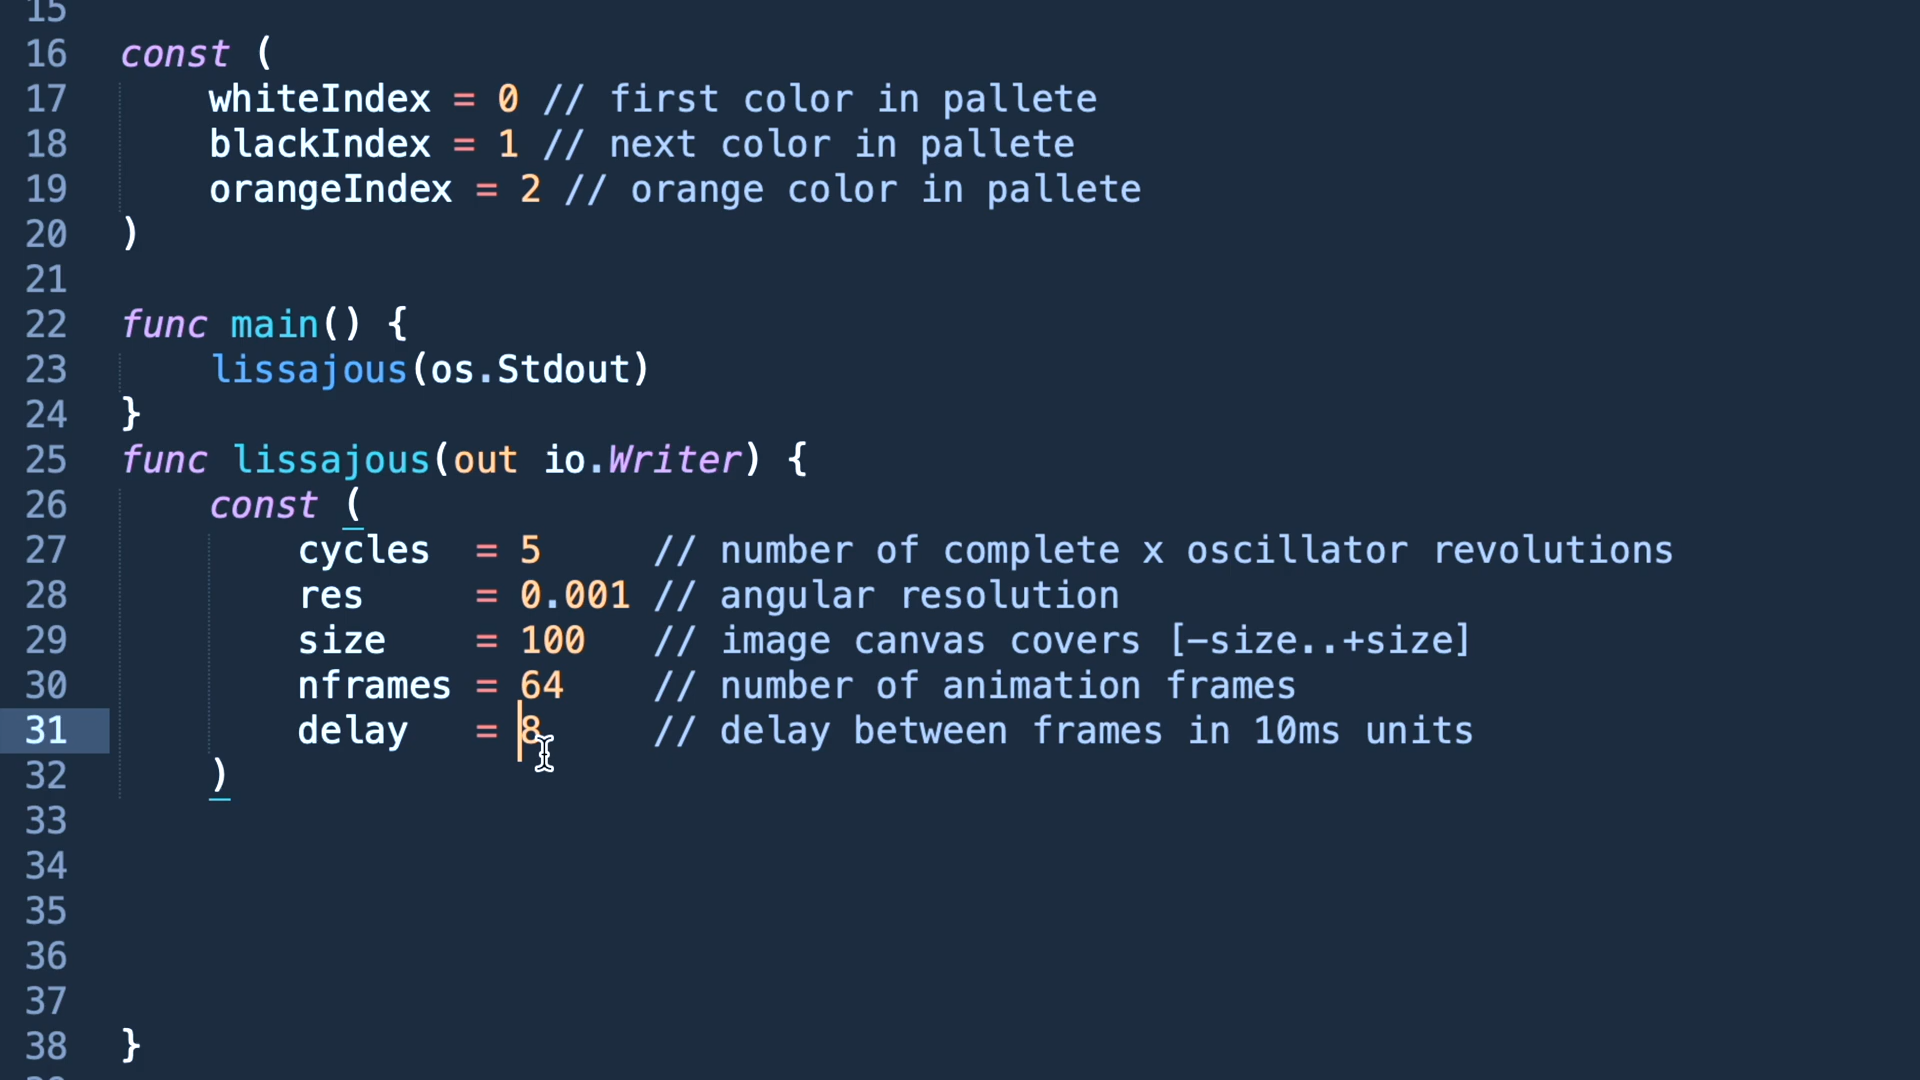 15
16 const (
17 whiteIndex = 0 // first color in pallete
18 blackIndex = 1 // next color in pallete
19 orangeIndex = 2 // orange color in pallete
20 )
21
22 func main() {
23 lissajous(os.Stdout)
24 }
25 func lissajous(out io.Writer) {
26 const (
27 cycles = 5 // number of complete x oscillator revolutions
28 res = 0.001 // angular resolution
29 size = 100 // image canvas covers [-size..+size]
30 nframes = 64 // number of animation frames
31 delay = 8 // delay between frames in 10ms units
32 )
33
34
35
36
37
38 }